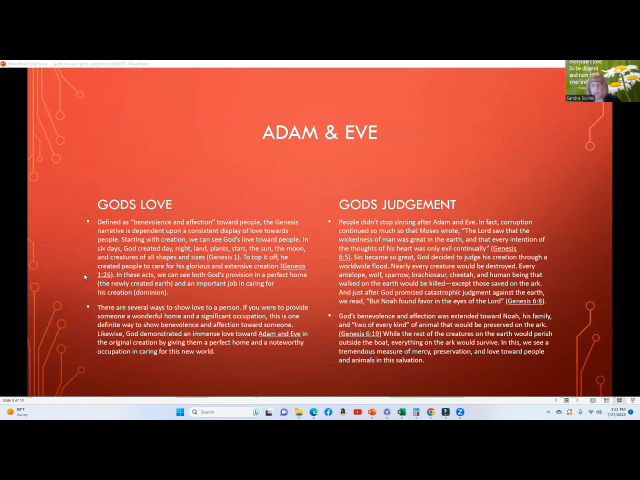 everyone I love.
So be diligent
and turn
your in
ADAM & EVE
GODS LOVE
Defined as "benevolence and affection" toward people, the Genesis
narrative is dependent upon a consistent display of love towards
people. Starting with creation, we can see God's love toward people. In
six days, God created day, night, land, plants, stars, the sun, the moon,
and creatures of all shapes and sizes (Genesis 1). To top it off, he
created people to care for his glorious and extensive creation (Genesis
1:26). In these acts, we can see both God's provision in a perfect home
(the newly created earth) and an important job in caring for
his creation (dominion).
There are several ways to show love to a person. If you were to provide
someone a wonderful home and a significant occupation, this is one
definite way to show benevolence and affection toward someone.
Likewise, God demonstrated an immense love toward Adam and Eve in
the original creation by giving them a perfect home and a noteworthy
occupation in caring for this new world.
GODS JUDGEMENT
People didn't stop sinning after Adam and Eve. In fact, corruption
continued so much so that Moses wrote, "The Lord saw that the
wickedness of man was great in the earth, and that every intention of
the thoughts of his heart was only evil continually" (Genesis
6:5). Sin became so great, God decided to judge his creation through a
worldwide flood. Nearly every creature would be destroyed. Every
antelope, wolf, sparrow, brachiosaur, cheetah, and human being that
walked on the earth would be killed—except those saved on the ark.
And just after God promised catastrophic judgment against the earth,
we read, "But Noah found favor in the eyes of the Lord" (Genesis 6:8).
God's benevolence and affection was extended toward Noah, his family,
and "two of every kind" of animal that would be preserved on the ark.
(Genesis 6:19) While the rest of the creatures on the earth would perish
outside the boat, everything on the ark would survive. In this, we see a
tremendous measure of mercy, preservation, and love toward people
and animals in this salvation.
88°F
Sunny
Search